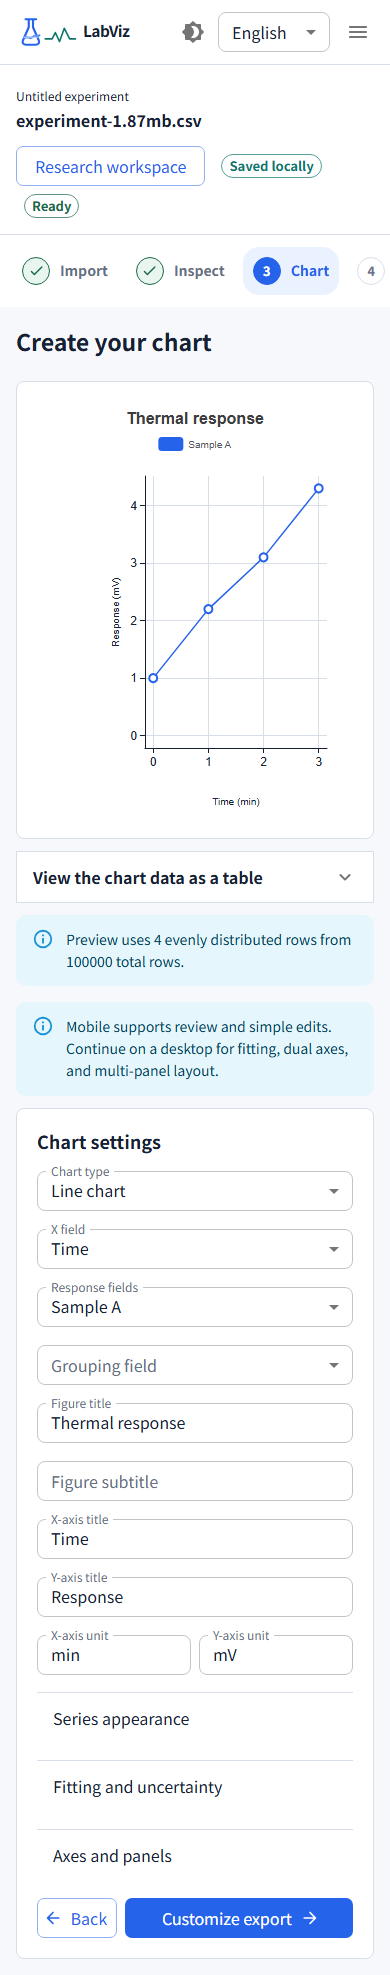 LabViz
English
Untitled experiment
experiment-1.87mb.csv
Research workspace
Saved locally
Ready
Import
Inspect
3
Chart
4
Create your chart
Thermal response
Sample A
4
3
2
1
0
Response (mV)
0
1
2
3
Time (min)
View the chart data as a table
Preview uses 4 evenly distributed rows from
100000 total rows.
Mobile supports review and simple edits.
Continue on a desktop for fitting, dual axes,
and multi-panel layout.
Chart settings
Chart type
Line chart
X field
Time
Response fields
Sample A
Grouping field
Figure title
Thermal response
Figure subtitle
X-axis title
Time
Y-axis title
Response
X-axis unit
min
Y-axis unit
mV
Series appearance
Fitting and uncertainty
Axes and panels
Back
Customize export